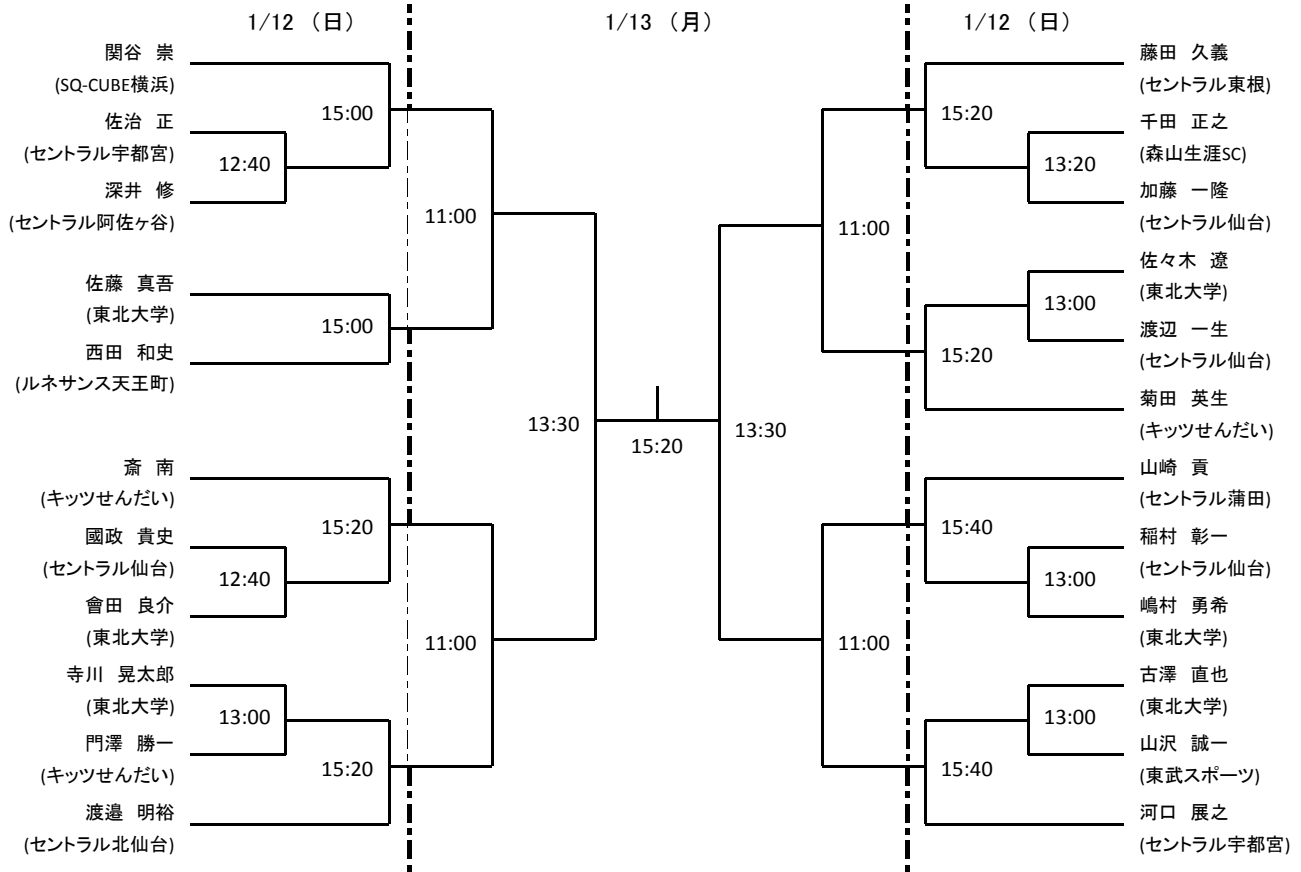 1/12 （日）
1/13 （月）
1/12 （日）
関谷 崇
(SQ-CUBE横浜)
15:00
佐治 正
(セントラル宇都宮)
12:40
深井 修
(セントラル阿佐ヶ谷)
11:00
佐藤 真吾
(東北大学)
15:00
西田 和史
(ルネサンス天王町)
13:30
斎 南
(キッツせんだい)
15:20
國政 貴史
(セントラル仙台)
12:40
會田 良介
(東北大学)
11:00
寺川 晃太郎
(東北大学)
13:00
門澤 勝一
(キッツせんだい)
15:20
渡邉 明裕
(セントラル北仙台)
15:20
藤田 久義
(セントラル東根)
15:20
千田 正之
(森山生涯SC)
13:20
加藤 一隆
(セントラル仙台)
11:00
佐々木 遼
(東北大学)
13:00
渡辺 一生
(セントラル仙台)
15:20
菊田 英生
(キッツせんだい)
13:30
山崎 貢
(セントラル蒲田)
15:40
稲村 彰一
(セントラル仙台)
13:00
嶋村 勇希
(東北大学)
11:00
古澤 直也
(東北大学)
13:00
山沢 誠一
(東武スポーツ)
15:40
河口 展之
(セントラル宇都宮)